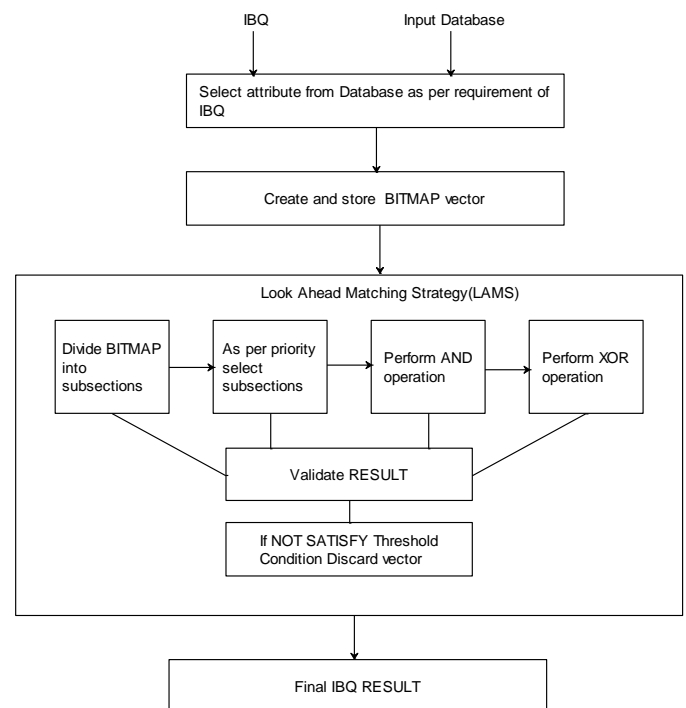 IBQ
Input Database
Select attribute from Database as per requirement of
IBQ
Create and store BITMAP vector
Look Ahead Matching Strategy(LAMS)
Divide BITMAP
into
subsections
As per priority
select
subsections
Perform AND
operation
Perform XOR
operation
Validate RESULT
If NOT SATISFY Threshold
Condition Discard vector
Final IBQ RESULT